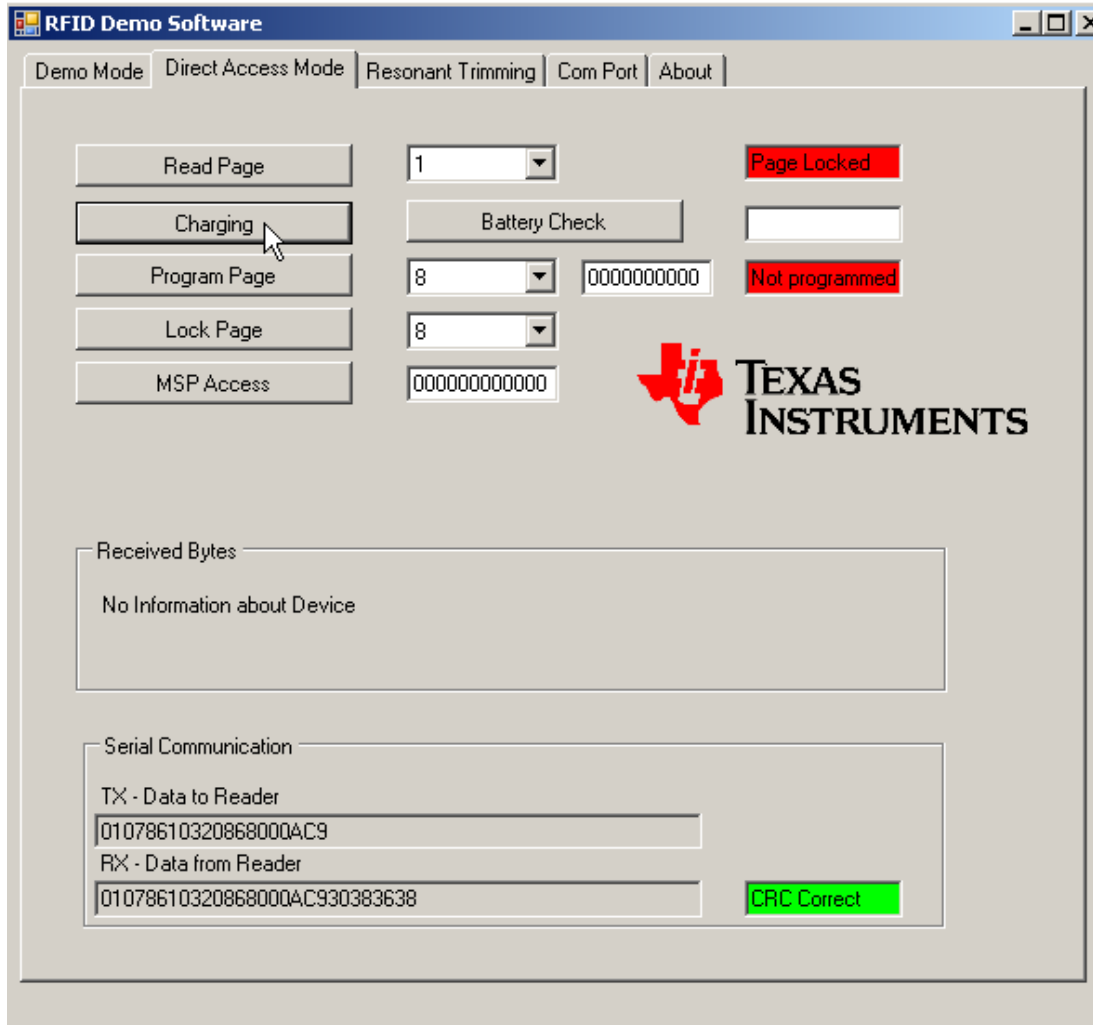 RFID Demo Software
Demo Mode Direct Access Mode Resonant Trimming Com Port About
Read Page 1 Page Locked
Charging Battery Check
Program Page 8 0000000000 Not programmed
Lock Page 8
MSP Access 000000000000
TEXAS
INSTRUMENTS
Received Bytes
No Information about Device
Serial Communication
TX - Data to Reader
01078610320868000AC9
RX - Data from Reader
01078610320868000AC930383638 CRC Correct